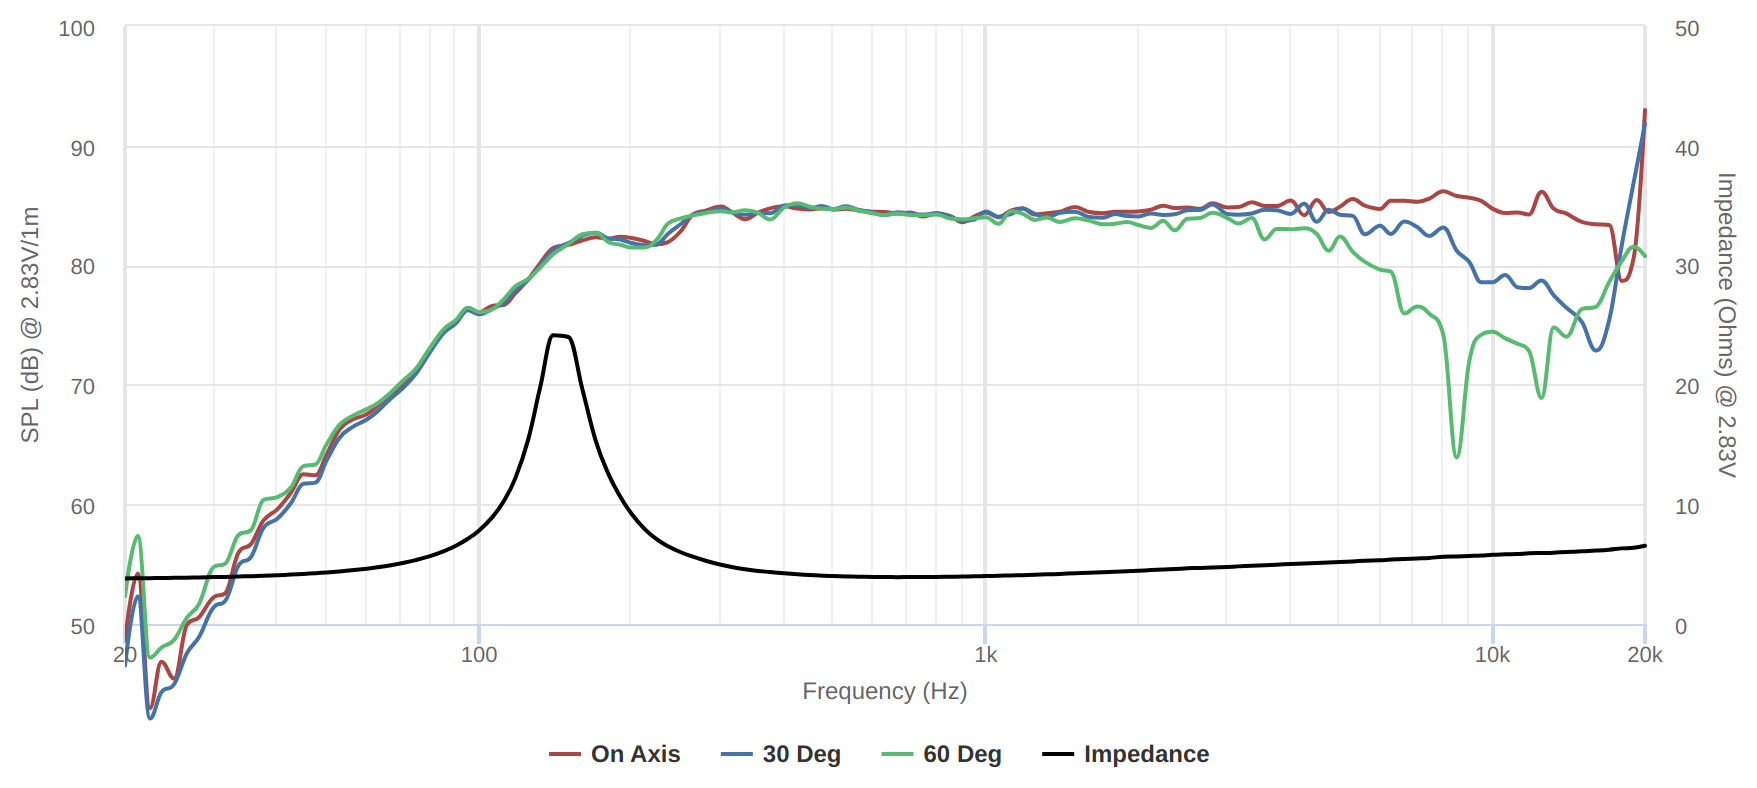 100
90
80
70
60
50
SPL (dB) @ 2.83V/1m
50
40
30
20
10
0
Impedance (Ohms) @ 2.83V
20
100
1k
10k
20k
Frequency (Hz)
On Axis
30 Deg
60 Deg
Impedance